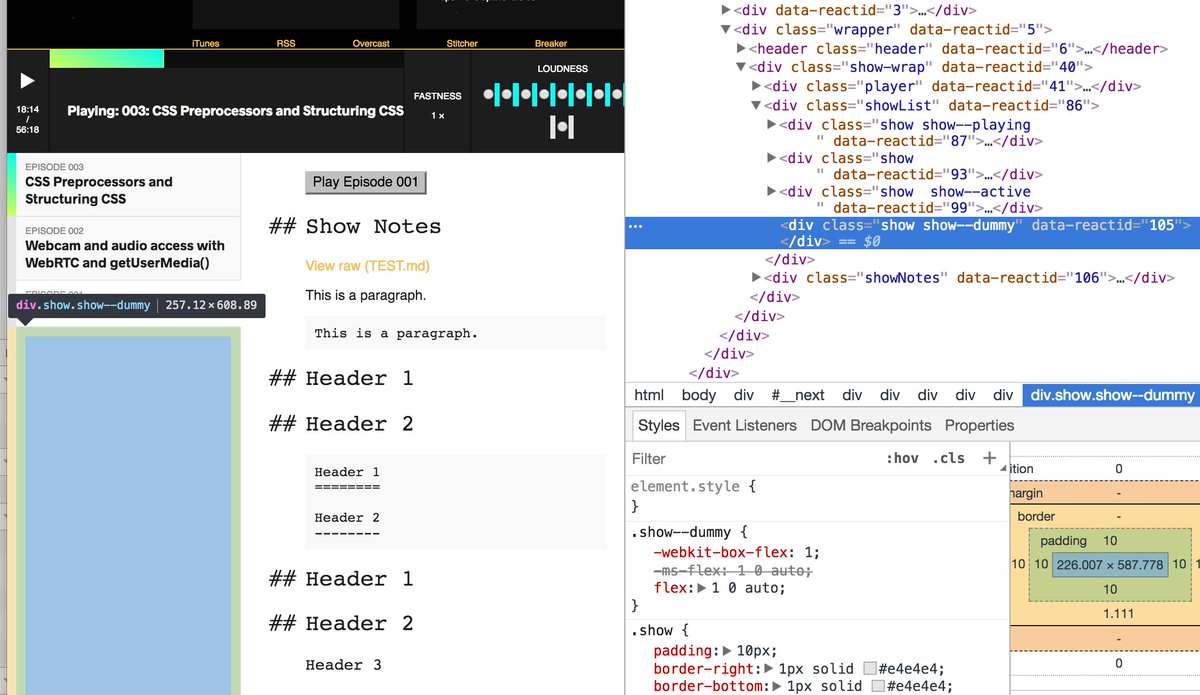 iTunes RSS Overcast Stitcher Breaker
18:14
/
56:18
Playing: 003: CSS Preprocessors and Structuring CSS
FASTNESS
1 ×
LOUDNESS
EPISODE 003
CSS Preprocessors and
Structuring CSS
EPISODE 002
Webcam and audio access with
WebRTC and getUserMedia()
div.show.show--dummy 257.12×608.89
Play Episode 001
## Show Notes
View raw (TEST.md)
This is a paragraph.
This is a paragraph.
## Header 1
## Header 2
Header 1
========
Header 2
--------
## Header 1
## Header 2
Header 3
▶<div data-reactid="3">…</div>
▼<div class="wrapper" data-reactid="5">
▶<header class="header" data-reactid="6">…</header>
▼<div class="show-wrap" data-reactid="40">
▶<div class="player" data-reactid="41">…</div>
▼<div class="showList" data-reactid="86">
▶<div class="show show--playing
" data-reactid="87">…</div>
▶<div class="show
" data-reactid="93">…</div>
▶<div class="show  show--active
" data-reactid="99">…</div>
<div class="show show--dummy" data-reactid="105">
</div> == $0
</div>
▶<div class="showNotes" data-reactid="106">…</div>
</div>
</div>
</div>
</div>
</div>
html body div #__next div div div div div div.show.show--dummy
Styles Event Listeners DOM Breakpoints Properties
Filter :hov .cls +
element.style {
}
.show--dummy {
-webkit-box-flex: 1;
-ms-flex: 1 0 auto;
flex:▶1 0 auto;
}
.show {
padding:▶10px;
border-right:▶1px solid #e4e4e4;
border-bottom:▶1px solid #e4e4e4;
ition 0
margin -
border -
padding 10
10 10 226.007 × 587.778 10
10
1.111
-
0